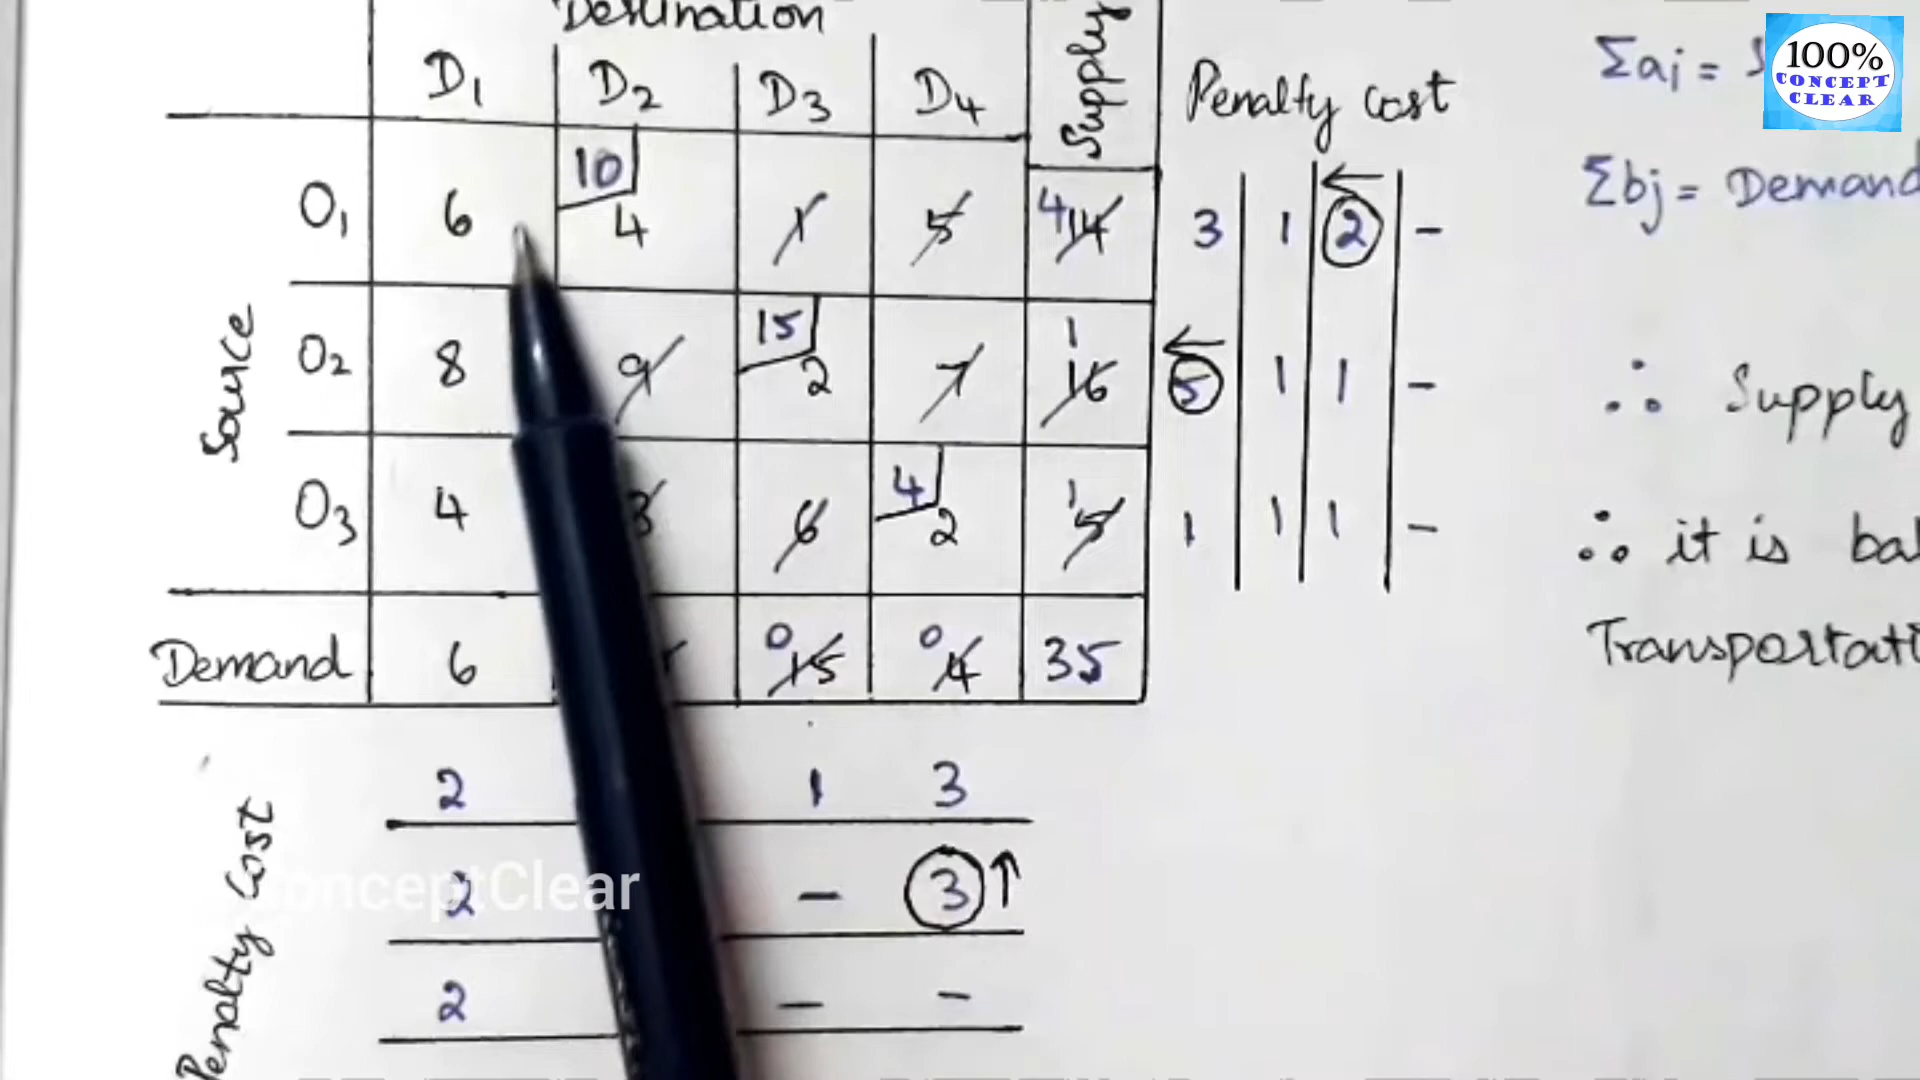 Destination
D1 D2 D3 D4 Supply Penalty Cost
10
O1 6 4 1 5 4 14 3 1 2 -
15 1
Source O2 8 9 2 7 16 5 1 1 -
4 1
O3 4 3 6 2 5 1 1 1 -
Demand 6 0 15 0 4 35
Penalty Cost
2 1 3
2 - 3 ↑
2 - -
Σai =
Σbj = Demand
∴ Supply
∴ it is
100%
CONCEPT
CLEAR
onceptClear